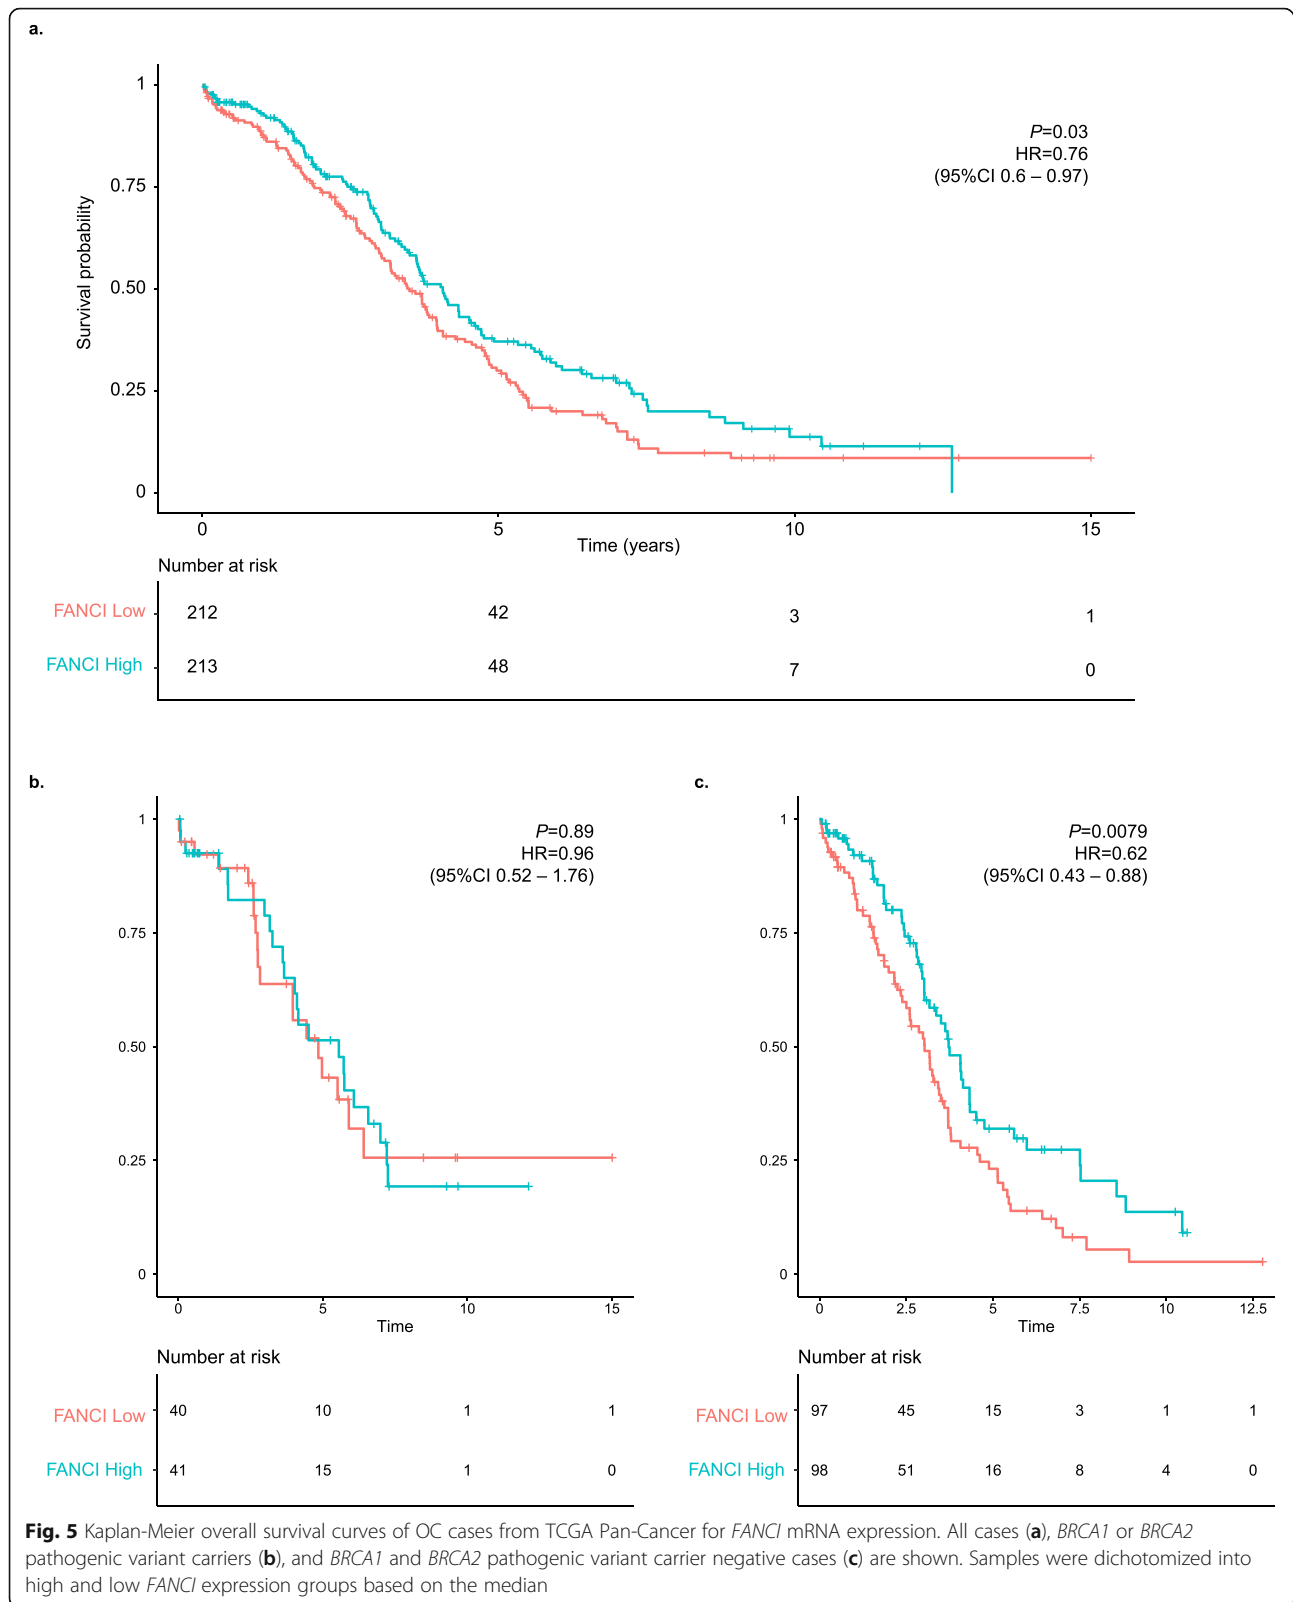 a.
1
0.75
0.50
0.25
0
Survival probability
P=0.03
HR=0.76
(95%CI 0.6 – 0.97)
0 5 10 15
Time (years)
Number at risk
FANCI Low 212 42 3 1
FANCI High 213 48 7 0
b.
1
0.75
0.50
0.25
0
P=0.89
HR=0.96
(95%CI 0.52 – 1.76)
0 5 10 15
Time
Number at risk
FANCI Low 40 10 1 1
FANCI High 41 15 1 0
c.
1
0.75
0.50
0.25
0
P=0.0079
HR=0.62
(95%CI 0.43 – 0.88)
0 2.5 5 7.5 10 12.5
Time
Number at risk
FANCI Low 97 45 15 3 1 1
FANCI High 98 51 16 8 4 0
Fig. 5 Kaplan-Meier overall survival curves of OC cases from TCGA Pan-Cancer for FANCI mRNA expression. All cases (a), BRCA1 or BRCA2
pathogenic variant carriers (b), and BRCA1 and BRCA2 pathogenic variant carrier negative cases (c) are shown. Samples were dichotomized into
high and low FANCI expression groups based on the median